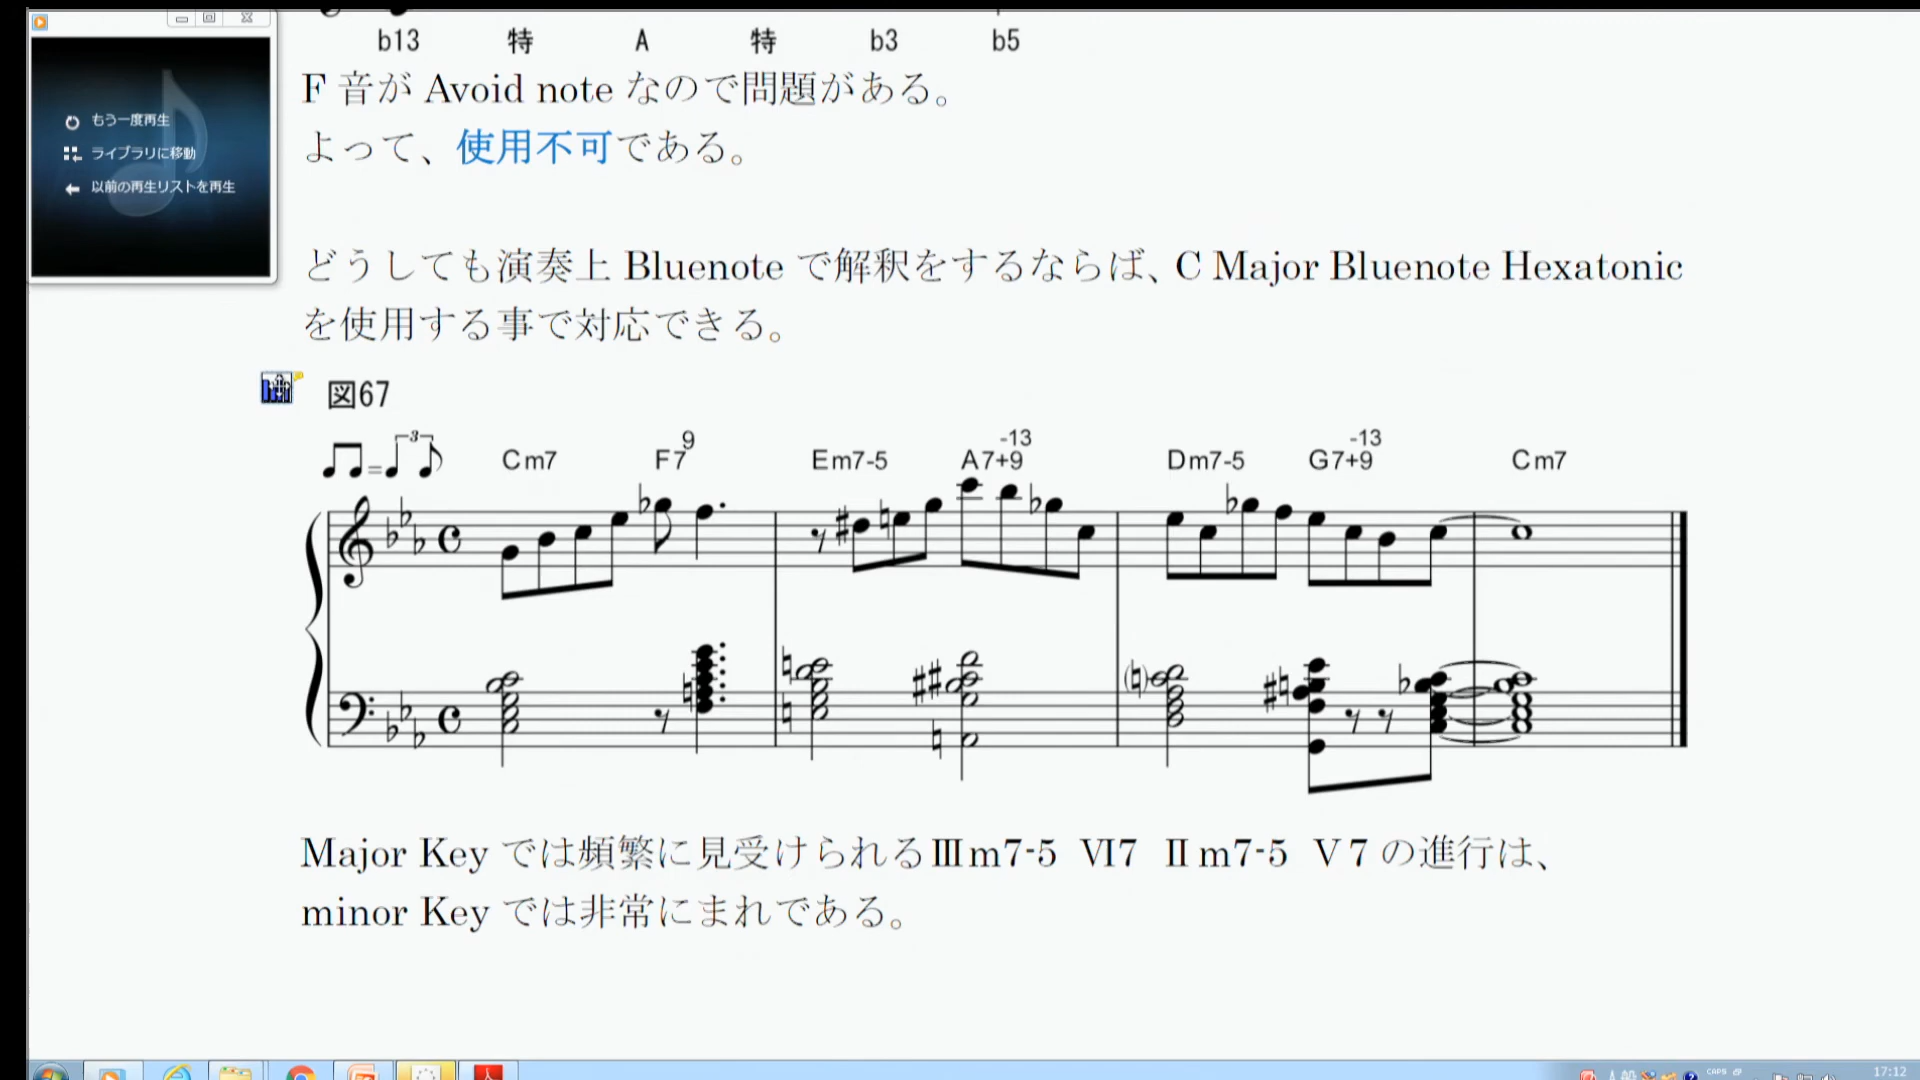 b13 特 A 特 b3 b5
F 音が Avoid note なので問題がある。
よって、使用不可である。
もう一度再生
ライブラリに移動
以前の再生リストを再生
どうしても演奏上 Bluenote で解釈をするならば、C Major Bluenote Hexatonic
を使用する事で対応できる。
図67
3
Cm7 F7 9 Em7-5 A7+9 -13 Dm7-5 G7+9 -13 Cm7
Major Key では頻繁に見受けられるⅢm7-5 Ⅵ7 Ⅱm7-5 Ⅴ7 の進行は、
minor Key では非常にまれである。
CAPS
17:12